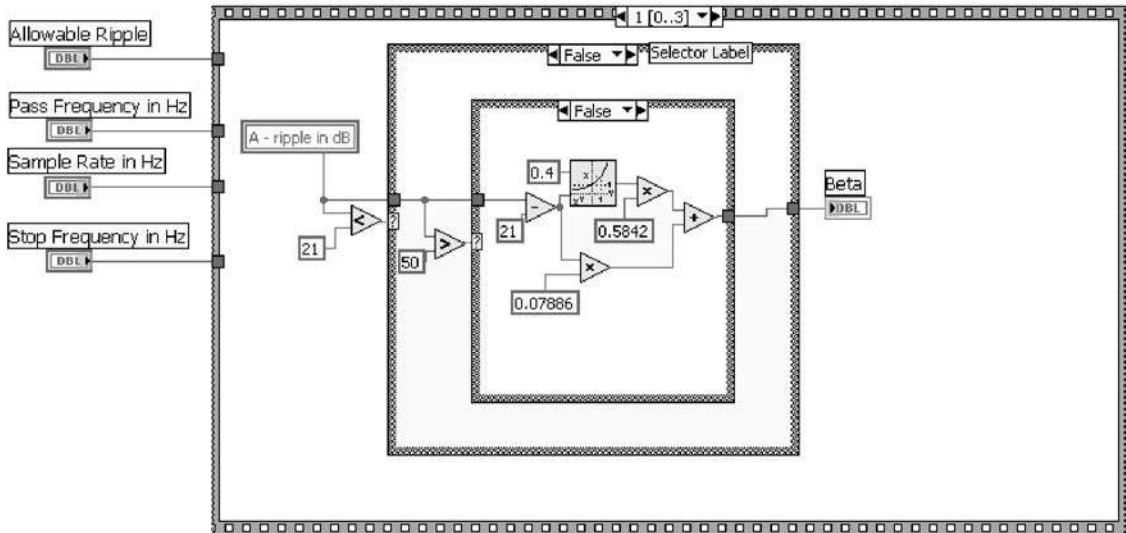 1 [0..3]
Allowable Ripple
DBL
Pass Frequency in Hz
DBL
Sample Rate in Hz
DBL
Stop Frequency in Hz
DBL
False
Selector Label
False
A - ripple in dB
0.4
x
x
Y
1
Y
x
<
21
?
>
50
?
-
21
0.5842
+
x
0.07886
Beta
DBL